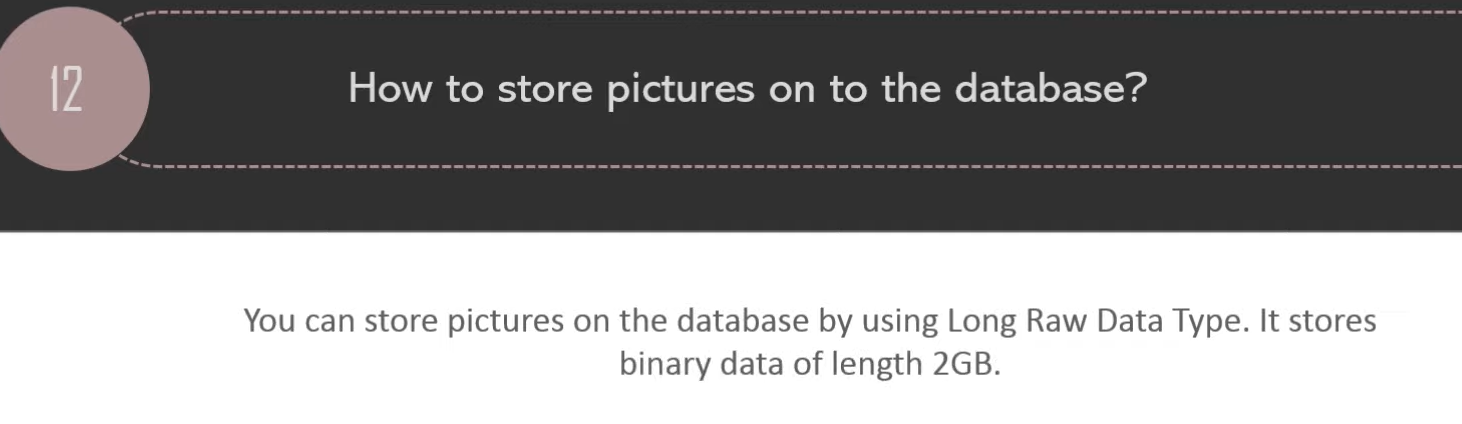 12
How to store pictures on to the database?
You can store pictures on the database by using Long Raw Data Type. It stores
binary data of length 2GB.